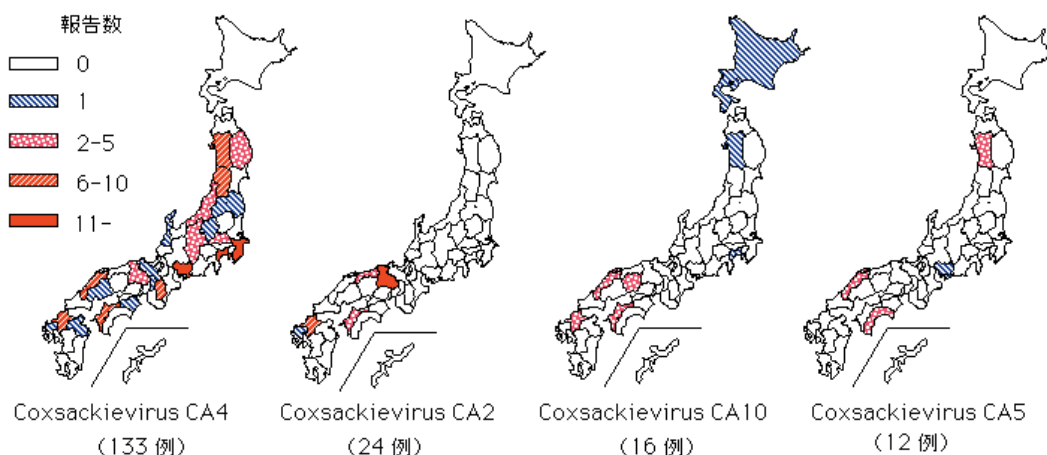 報告数
0
1
2-5
6-10
11-
Coxsackievirus CA4
(133 例)
Coxsackievirus CA2
(24 例)
Coxsackievirus CA10
(16 例)
Coxsackievirus CA5
(12 例)